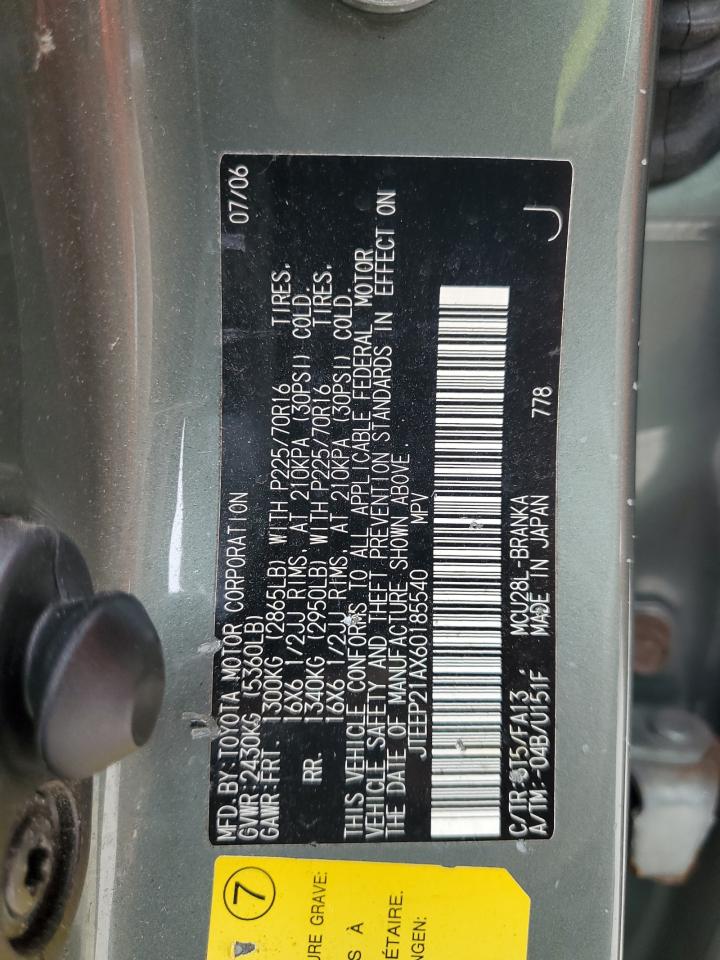 MFD.BY:TOYOTA MOTOR CORPORATION 07/06
GVWR:2430KG (5360LB)
GAWR:FRT. 1300KG (2865LB) WITH P225/70R16 TIRES,
16X6 1/2JJ RIMS, AT 210KPA (30PSI) COLD.
RR. 1340KG (2950LB) WITH P225/70R16 TIRES,
16X6 1/2JJ RIMS, AT 210KPA (30PSI) COLD.
THIS VEHICLE CONFORMS TO ALL APPLICABLE FEDERAL MOTOR
VEHICLE SAFETY AND THEFT PREVENTION STANDARDS IN EFFECT ON
THE DATE OF MANUFACTURE SHOWN ABOVE.
JTEEP21AX60185540 MPV
C/TR: FA13 MCU28L-BRANKA 778 J
A/TM:-04B/U151F MADE IN JAPAN
7
URE GRAVE:
S À
ÉTAIRE.
NGEN: